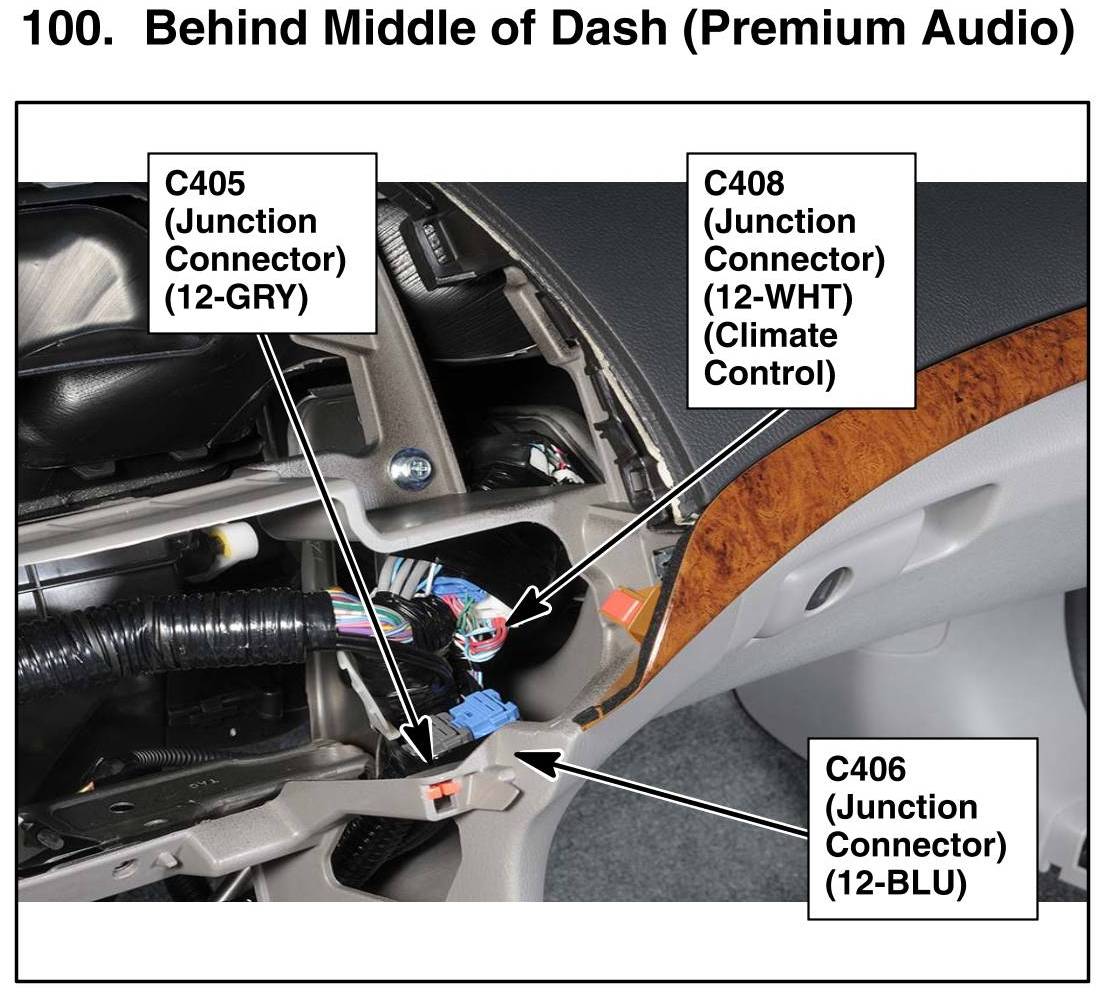 100. Behind Middle of Dash (Premium Audio)
C405
(Junction
Connector)
(12-GRY)
C408
(Junction
Connector)
(12-WHT)
(Climate
Control)
C406
(Junction
Connector)
(12-BLU)